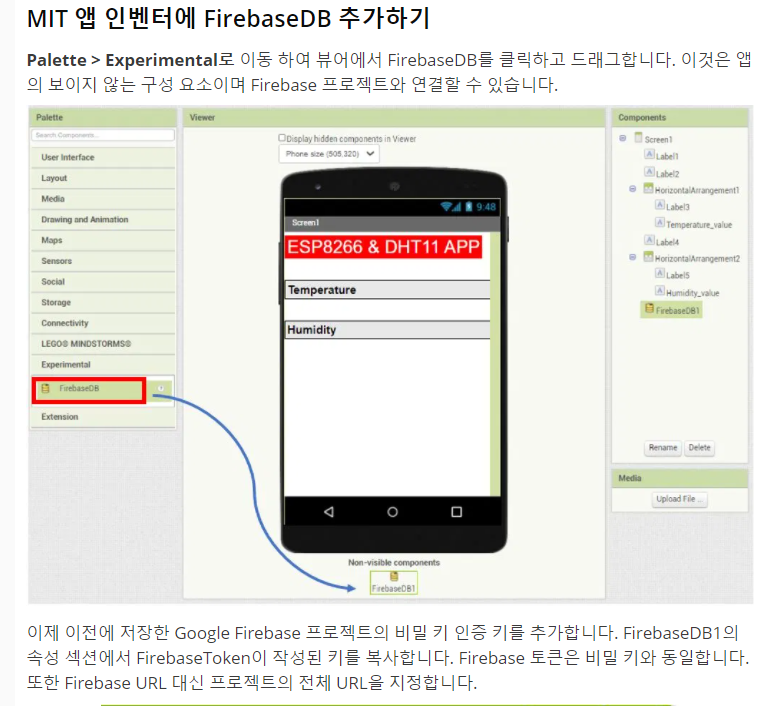 MIT 앱 인벤터에 FirebaseDB 추가하기
Palette > Experimental로 이동 하여 뷰어에서 FirebaseDB를 클릭하고 드래그합니다. 이것은 앱
의 보이지 않는 구성 요소이며 Firebase 프로젝트와 연결할 수 있습니다.
Palette
Search Components...
User Interface
Layout
Media
Drawing and Animation
Maps
Sensors
Social
Storage
Connectivity
LEGO® MINDSTORMS®
Experimental
FirebaseDB
?
Extension
Viewer
Display hidden components in Viewer
Phone size (505,320)
9:48
Screen1
ESP8266 & DHT11 APP
Temperature
Humidity
Non-visible components
FirebaseDB1
Components
Screen1
Label1
Label2
HorizontalArrangement1
Label3
Temperature_value
Label4
HorizontalArrangement2
Label5
Humidity_value
FirebaseDB1
Rename Delete
Media
Upload File ...
이제 이전에 저장한 Google Firebase 프로젝트의 비밀 키 인증 키를 추가합니다. FirebaseDB1의
속성 섹션에서 FirebaseToken이 작성된 키를 복사합니다. Firebase 토큰은 비밀 키와 동일합니다.
또한 Firebase URL 대신 프로젝트의 전체 URL을 지정합니다.